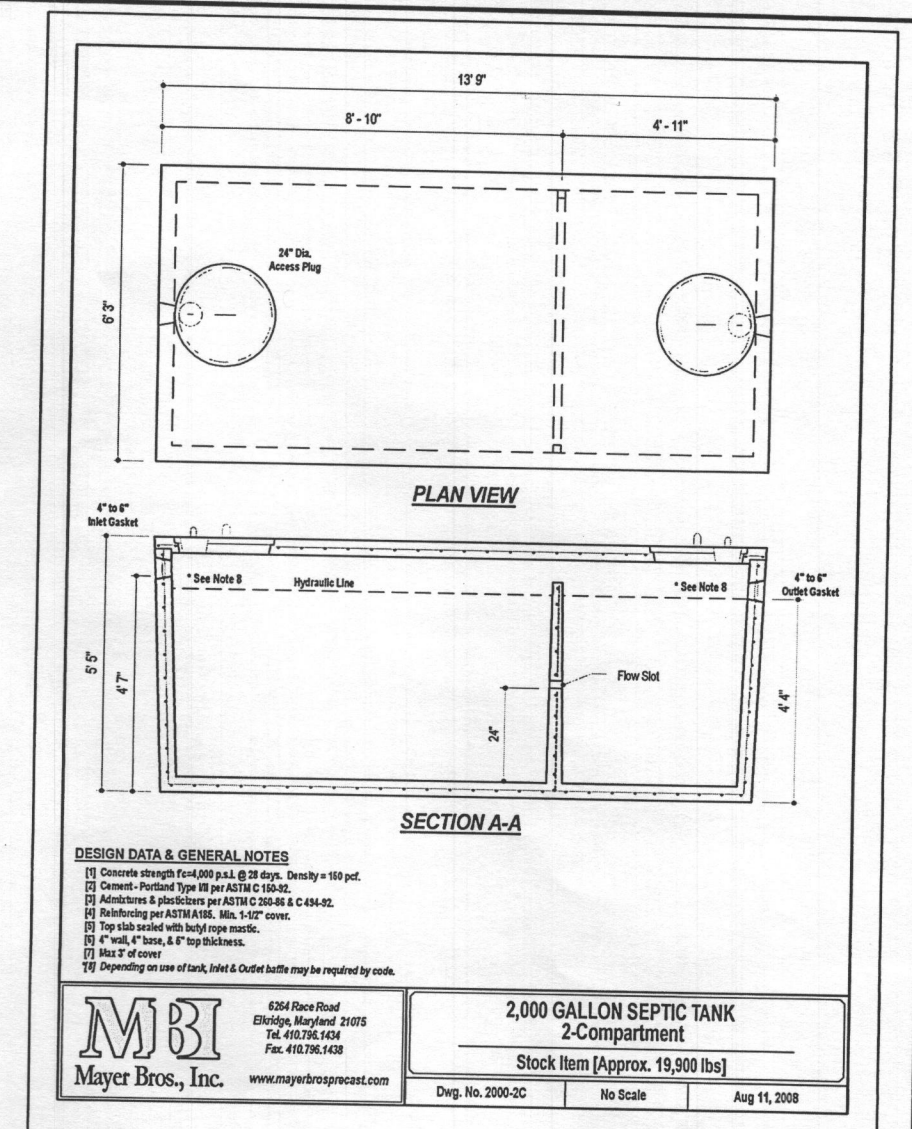 13' 9"
8' - 10"
4' - 11"
24" Dia.
Access Plug
6' 3"
PLAN VIEW
4" to 6"
Inlet Gasket
* See Note 8
Hydraulic Line
* See Note 8
4" to 6"
Outlet Gasket
5' 5"
4' 7"
Flow Slot
24"
4' 4"
SECTION A-A
DESIGN DATA & GENERAL NOTES
[1] Concrete strength f'c=4,000 p.s.i. @ 28 days. Density = 150 pcf.
[2] Cement - Portland Type I/II per ASTM C 150-92.
[3] Admixtures & plasticizers per ASTM C 260-86 & C 494-92.
[4] Reinforcing per ASTM A185. Min. 1-1/2" cover.
[5] Top slab sealed with butyl rope mastic.
[6] 4" wall, 4" base, & 5" top thickness.
[7] Max 3' of cover
*[8] Depending on use of tank, Inlet & Outlet baffle may be required by code.
MBI
Mayer Bros., Inc.
6264 Race Road
Elkridge, Maryland 21075
Tel. 410.796.1434
Fax. 410.796.1438
www.mayerbrosprecast.com
2,000 GALLON SEPTIC TANK
2-Compartment
Stock Item [Approx. 19,900 lbs]
Dwg. No. 2000-2C
No Scale
Aug 11, 2008